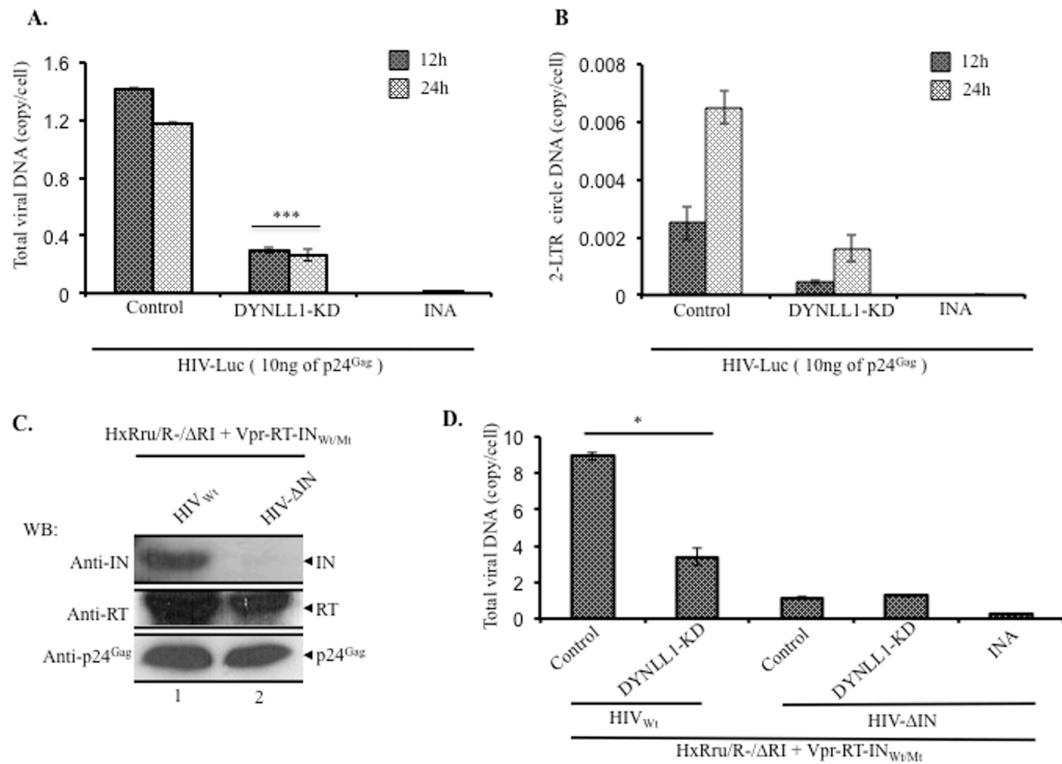 A.
Total viral DNA (copy/cell)
1.6
1.2
0.8
0.4
0
12h
24h
***
Control
DYNLL1-KD
INA
HIV-Luc ( 10ng of p24Gag )
B.
2-LTR circle DNA (copy/cell)
0.008
0.006
0.004
0.002
0
12h
24h
Control
DYNLL1-KD
INA
HIV-Luc ( 10ng of p24Gag )
C.
HxRru/R-/ΔRI + Vpr-RT-INWt/Mt
HIVWt
HIV-ΔIN
WB:
Anti-IN
IN
Anti-RT
RT
Anti-p24Gag
p24Gag
1
2
D.
Total viral DNA (copy/cell)
10
8
6
4
2
0
*
Control
DYNLL1-KD
Control
DYNLL1-KD
INA
HIVWt
HIV-ΔIN
HxRru/R-/ΔRI + Vpr-RT-INWt/Mt